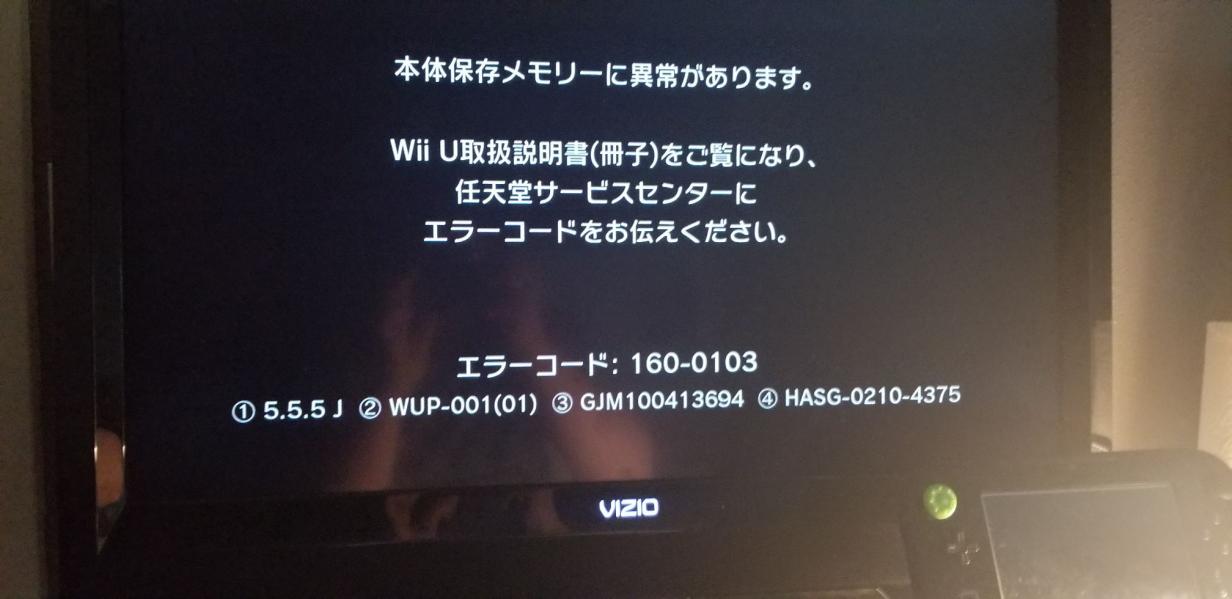 本体保存メモリーに異常があります。
Wii U取扱説明書(冊子)をご覧になり、
任天堂サービスセンターに
エラーコードをお伝えください。
エラーコード: 160-0103
① 5.5.5 J ② WUP-001(01) ③ GJM100413694 ④ HASG-0210-4375
VIZIO